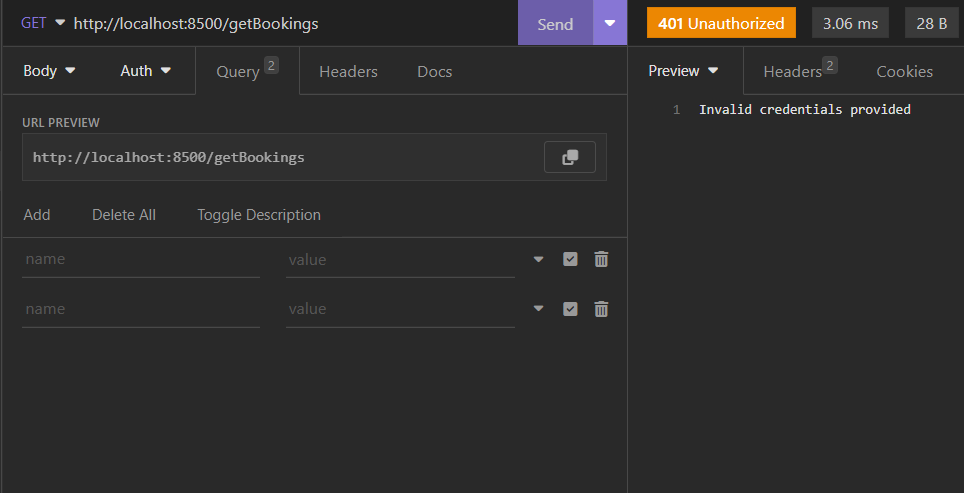 GET http://localhost:8500/getBookings Send 401 Unauthorized 3.06 ms 28 B
Body Auth Query 2 Headers Docs Preview Headers 2 Cookies
URL PREVIEW
1 Invalid credentials provided
http://localhost:8500/getBookings
Add Delete All Toggle Description
name value
name value